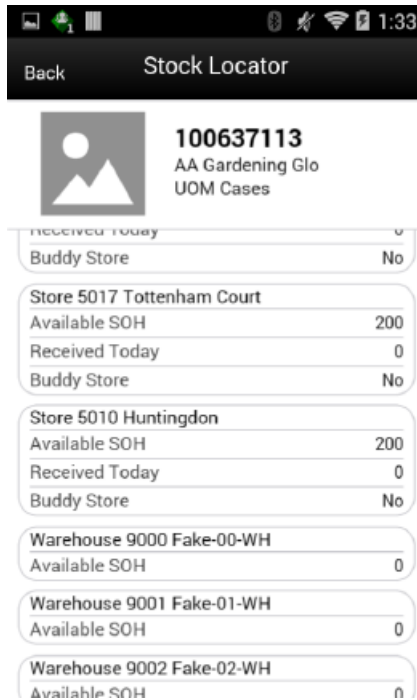 1:33
Back Stock Locator
100637113
AA Gardening Glo
UOM Cases
Received Today 0
Buddy Store No
Store 5017 Tottenham Court
Available SOH 200
Received Today 0
Buddy Store No
Store 5010 Huntingdon
Available SOH 200
Received Today 0
Buddy Store No
Warehouse 9000 Fake-00-WH
Available SOH 0
Warehouse 9001 Fake-01-WH
Available SOH 0
Warehouse 9002 Fake-02-WH
Available SOH 0